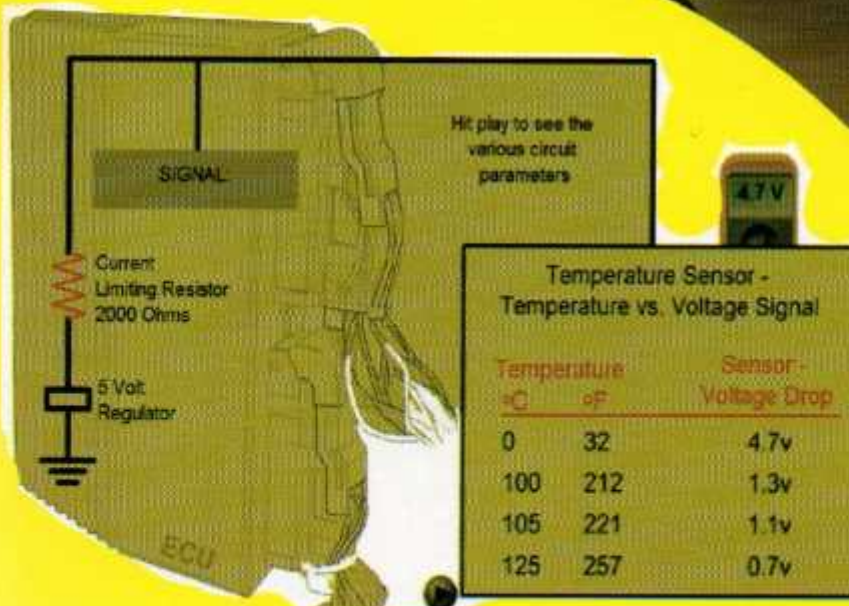 SIGNAL
Hit play to see the
various circuit
parameters
4.7 V
Current
Limiting Resistor
2000 Ohms
5 Volt
Regulator
ECU
Temperature Sensor -
Temperature vs. Voltage Signal
Temperature Sensor -
°C °F Voltage Drop
0 32 4.7v
100 212 1.3v
105 221 1.1v
125 257 0.7v